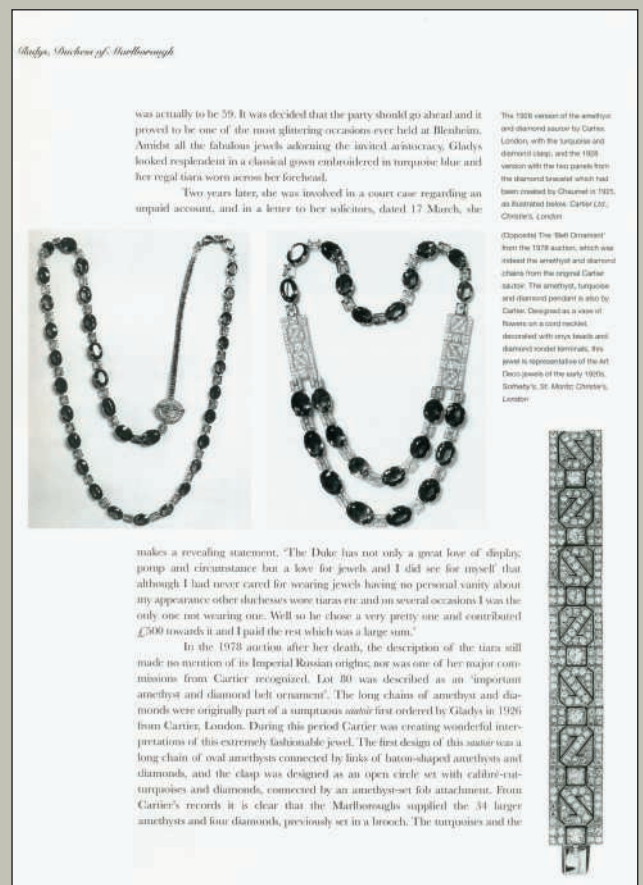 Gladys, Duchess of Marlborough
was actually to be 59. It was decided that the party should go ahead and it
proved to be one of the most glittering occasions ever held at Blenheim.
Amidst all the fabulous jewels adorning the invited aristocracy, Gladys
looked resplendent in a classical gown embroidered in turquoise blue and
her regal tiara worn across her forehead.
Two years later, she was involved in a court case regarding an
unpaid account, and in a letter to her solicitors, dated 17 March, she
The 1926 version of the amethyst
and diamond sautoir by Cartier,
London, with the turquoise and
diamond clasp, and the 1928
version with the two panels from
the diamond bracelet which had
been created by Chaumet in 1925,
as illustrated below. Cartier Ltd.;
Christie's, London
(Opposite) The 'Belt Ornament'
from the 1978 auction, which was
indeed the amethyst and diamond
chains from the original Cartier
sautoir. The amethyst, turquoise
and diamond pendant is also by
Cartier. Designed as a vase of
flowers on a cord necklet,
decorated with onyx beads and
diamond rondel terminals, this
jewel is representative of the Art
Deco jewels of the early 1920s.
Sotheby's, St. Moritz; Christie's,
London
makes a revealing statement. 'The Duke has not only a great love of display,
pomp and circumstance but a love for jewels and I did see for myself that
although I had never cared for wearing jewels having no personal vanity about
my appearance other duchesses wore tiaras etc and on several occasions I was the
only one not wearing one. Well so he chose a very pretty one and contributed
£500 towards it and I paid the rest which was a large sum.'
In the 1978 auction after her death, the description of the tiara still
made no mention of its Imperial Russian origins; nor was one of her major com-
missions from Cartier recognized. Lot 80 was described as an 'important
amethyst and diamond belt ornament'. The long chains of amethyst and dia-
monds were originally part of a sumptuous sautoir first ordered by Gladys in 1926
from Cartier, London. During this period Cartier was creating wonderful inter-
pretations of this extremely fashionable jewel. The first design of this sautoir was a
long chain of oval amethysts connected by links of baton-shaped amethysts and
diamonds, and the clasp was designed as an open circle set with calibré-cut-
turquoises and diamonds, connected by an amethyst-set fob attachment. From
Cartier's records it is clear that the Marlboroughs supplied the 34 larger
amethysts and four diamonds, previously set in a brooch. The turquoises and the